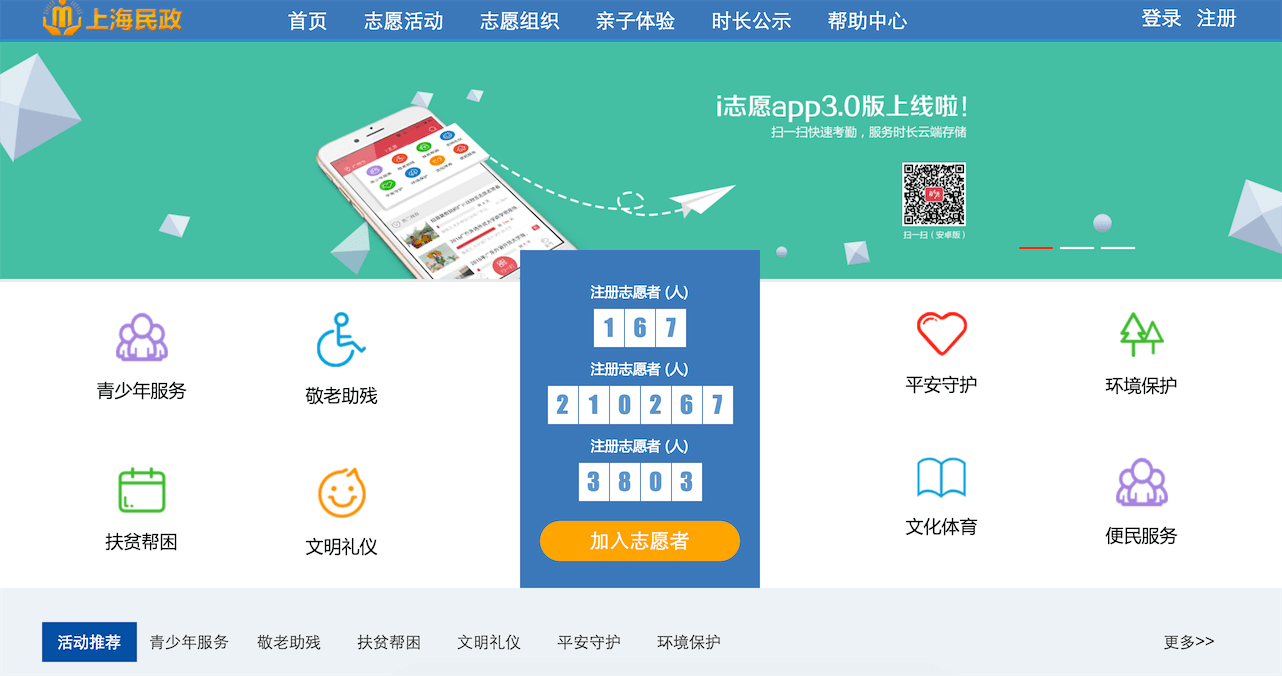 上海民政
首页 志愿活动 志愿组织 亲子体验 时长公示 帮助中心
登录 注册
i志愿app3.0版上线啦!
扫一扫快速考勤，服务时长云端存储
扫一扫（安卓版）
青少年服务
敬老助残
扶贫帮困
文明礼仪
注册志愿者 (人)
167
注册志愿者 (人)
210267
注册志愿者 (人)
3803
加入志愿者
平安守护
环境保护
文化体育
便民服务
活动推荐 青少年服务 敬老助残 扶贫帮困 文明礼仪 平安守护 环境保护 更多>>